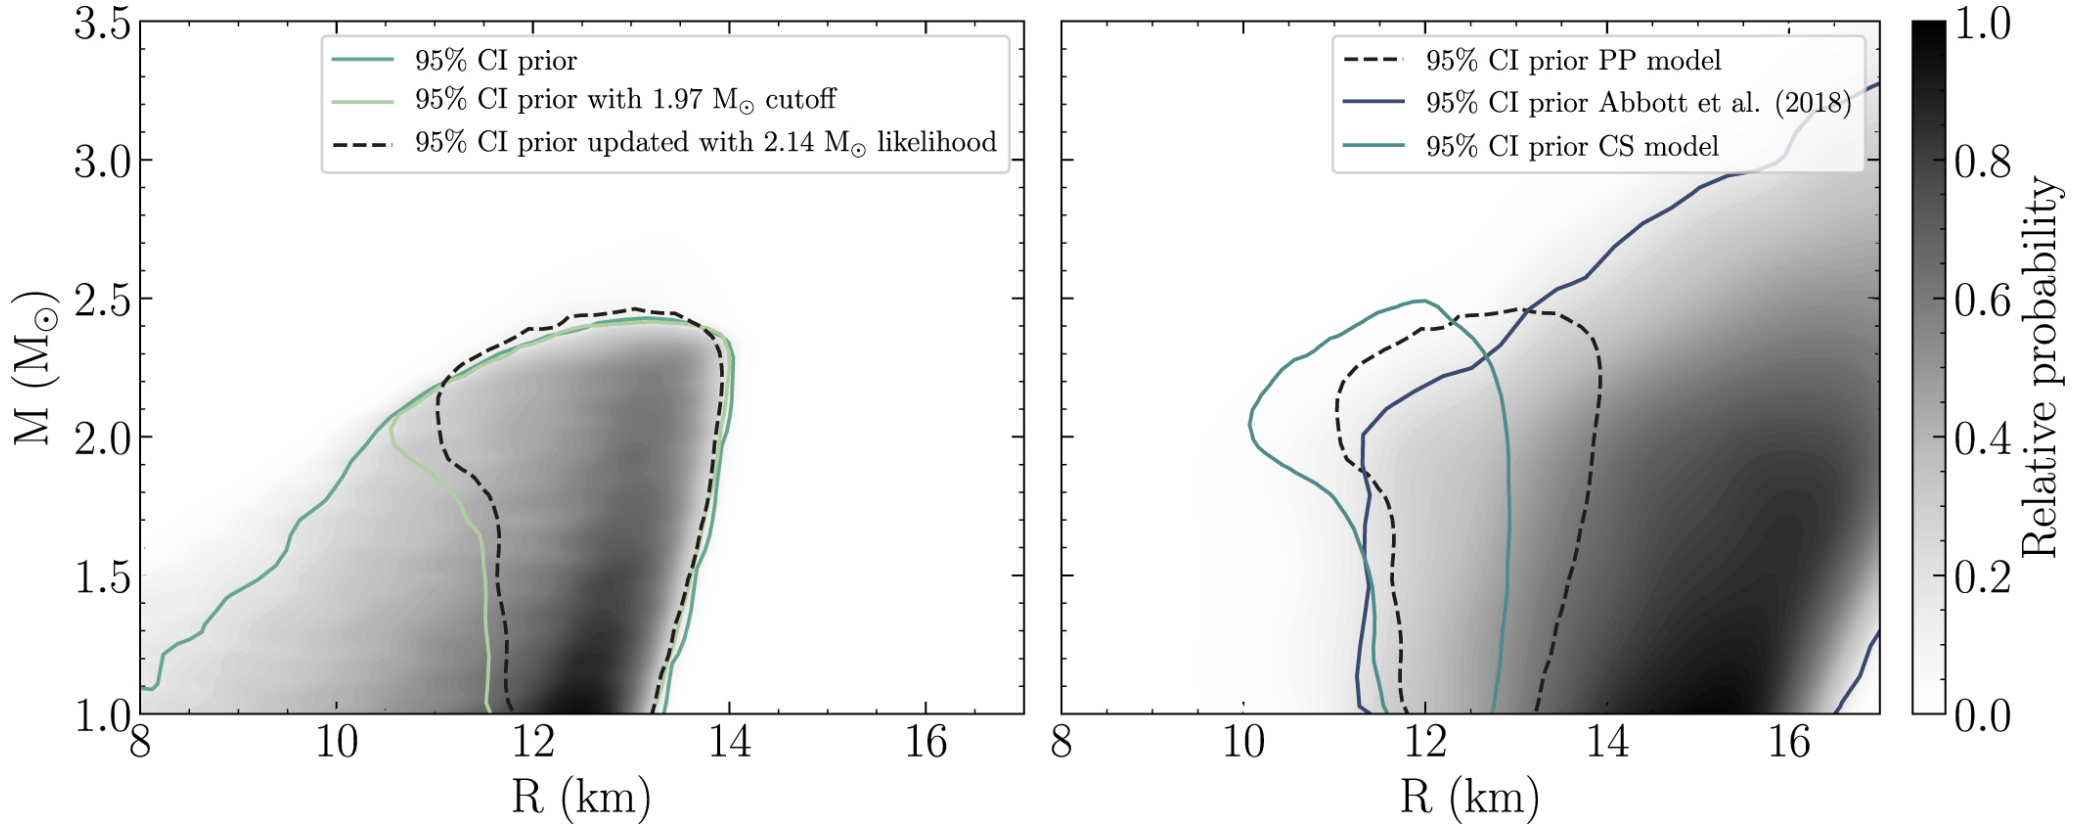 95% CI prior
95% CI prior with 1.97 M⊙ cutoff
95% CI prior updated with 2.14 M⊙ likelihood
3.5
3.0
2.5
2.0
1.5
1.0
M (M⊙)
8 10 12 14 16
R (km)
95% CI prior PP model
95% CI prior Abbott et al. (2018)
95% CI prior CS model
8 10 12 14 16
R (km)
1.0
0.8
0.6
0.4
0.2
0.0
Relative probability